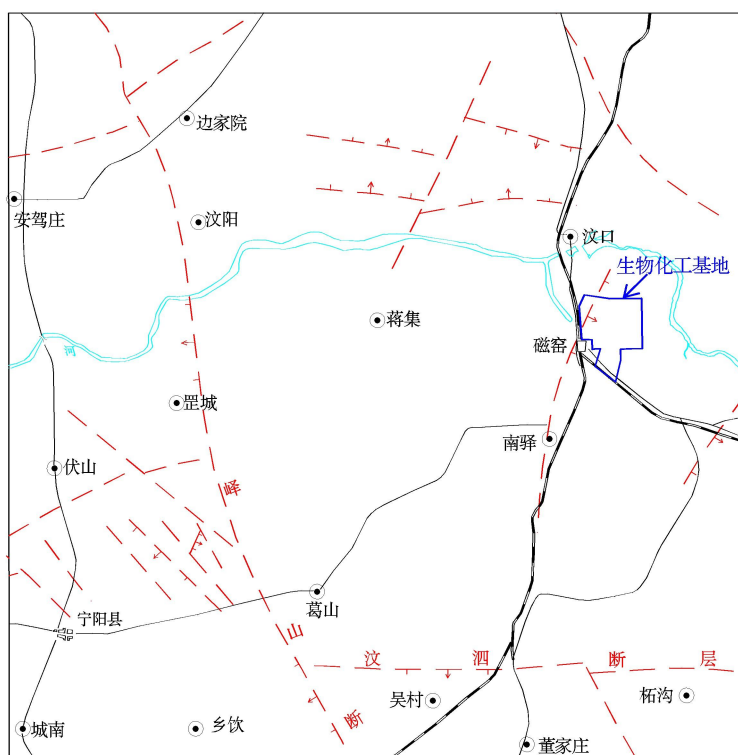 边家院
安驾庄
汶阳
汶口
生物化工基地
蒋集
磁窑
河
罡城
南驿
伏山
峄
山
断
葛山
宁阳县
汶泗断层
吴村
柘沟
城南
乡饮
董家庄